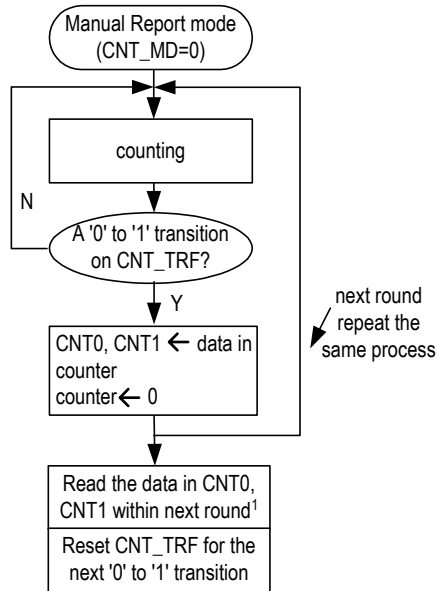 Manual Report mode
(CNT_MD=0)
counting
N
A '0' to '1' transition
on CNT_TRF?
Y
next round
repeat the
same process
CNT0, CNT1 ← data in
counter
counter← 0
Read the data in CNT0,
CNT1 within next round¹
Reset CNT_TRF for the
next '0' to '1' transition